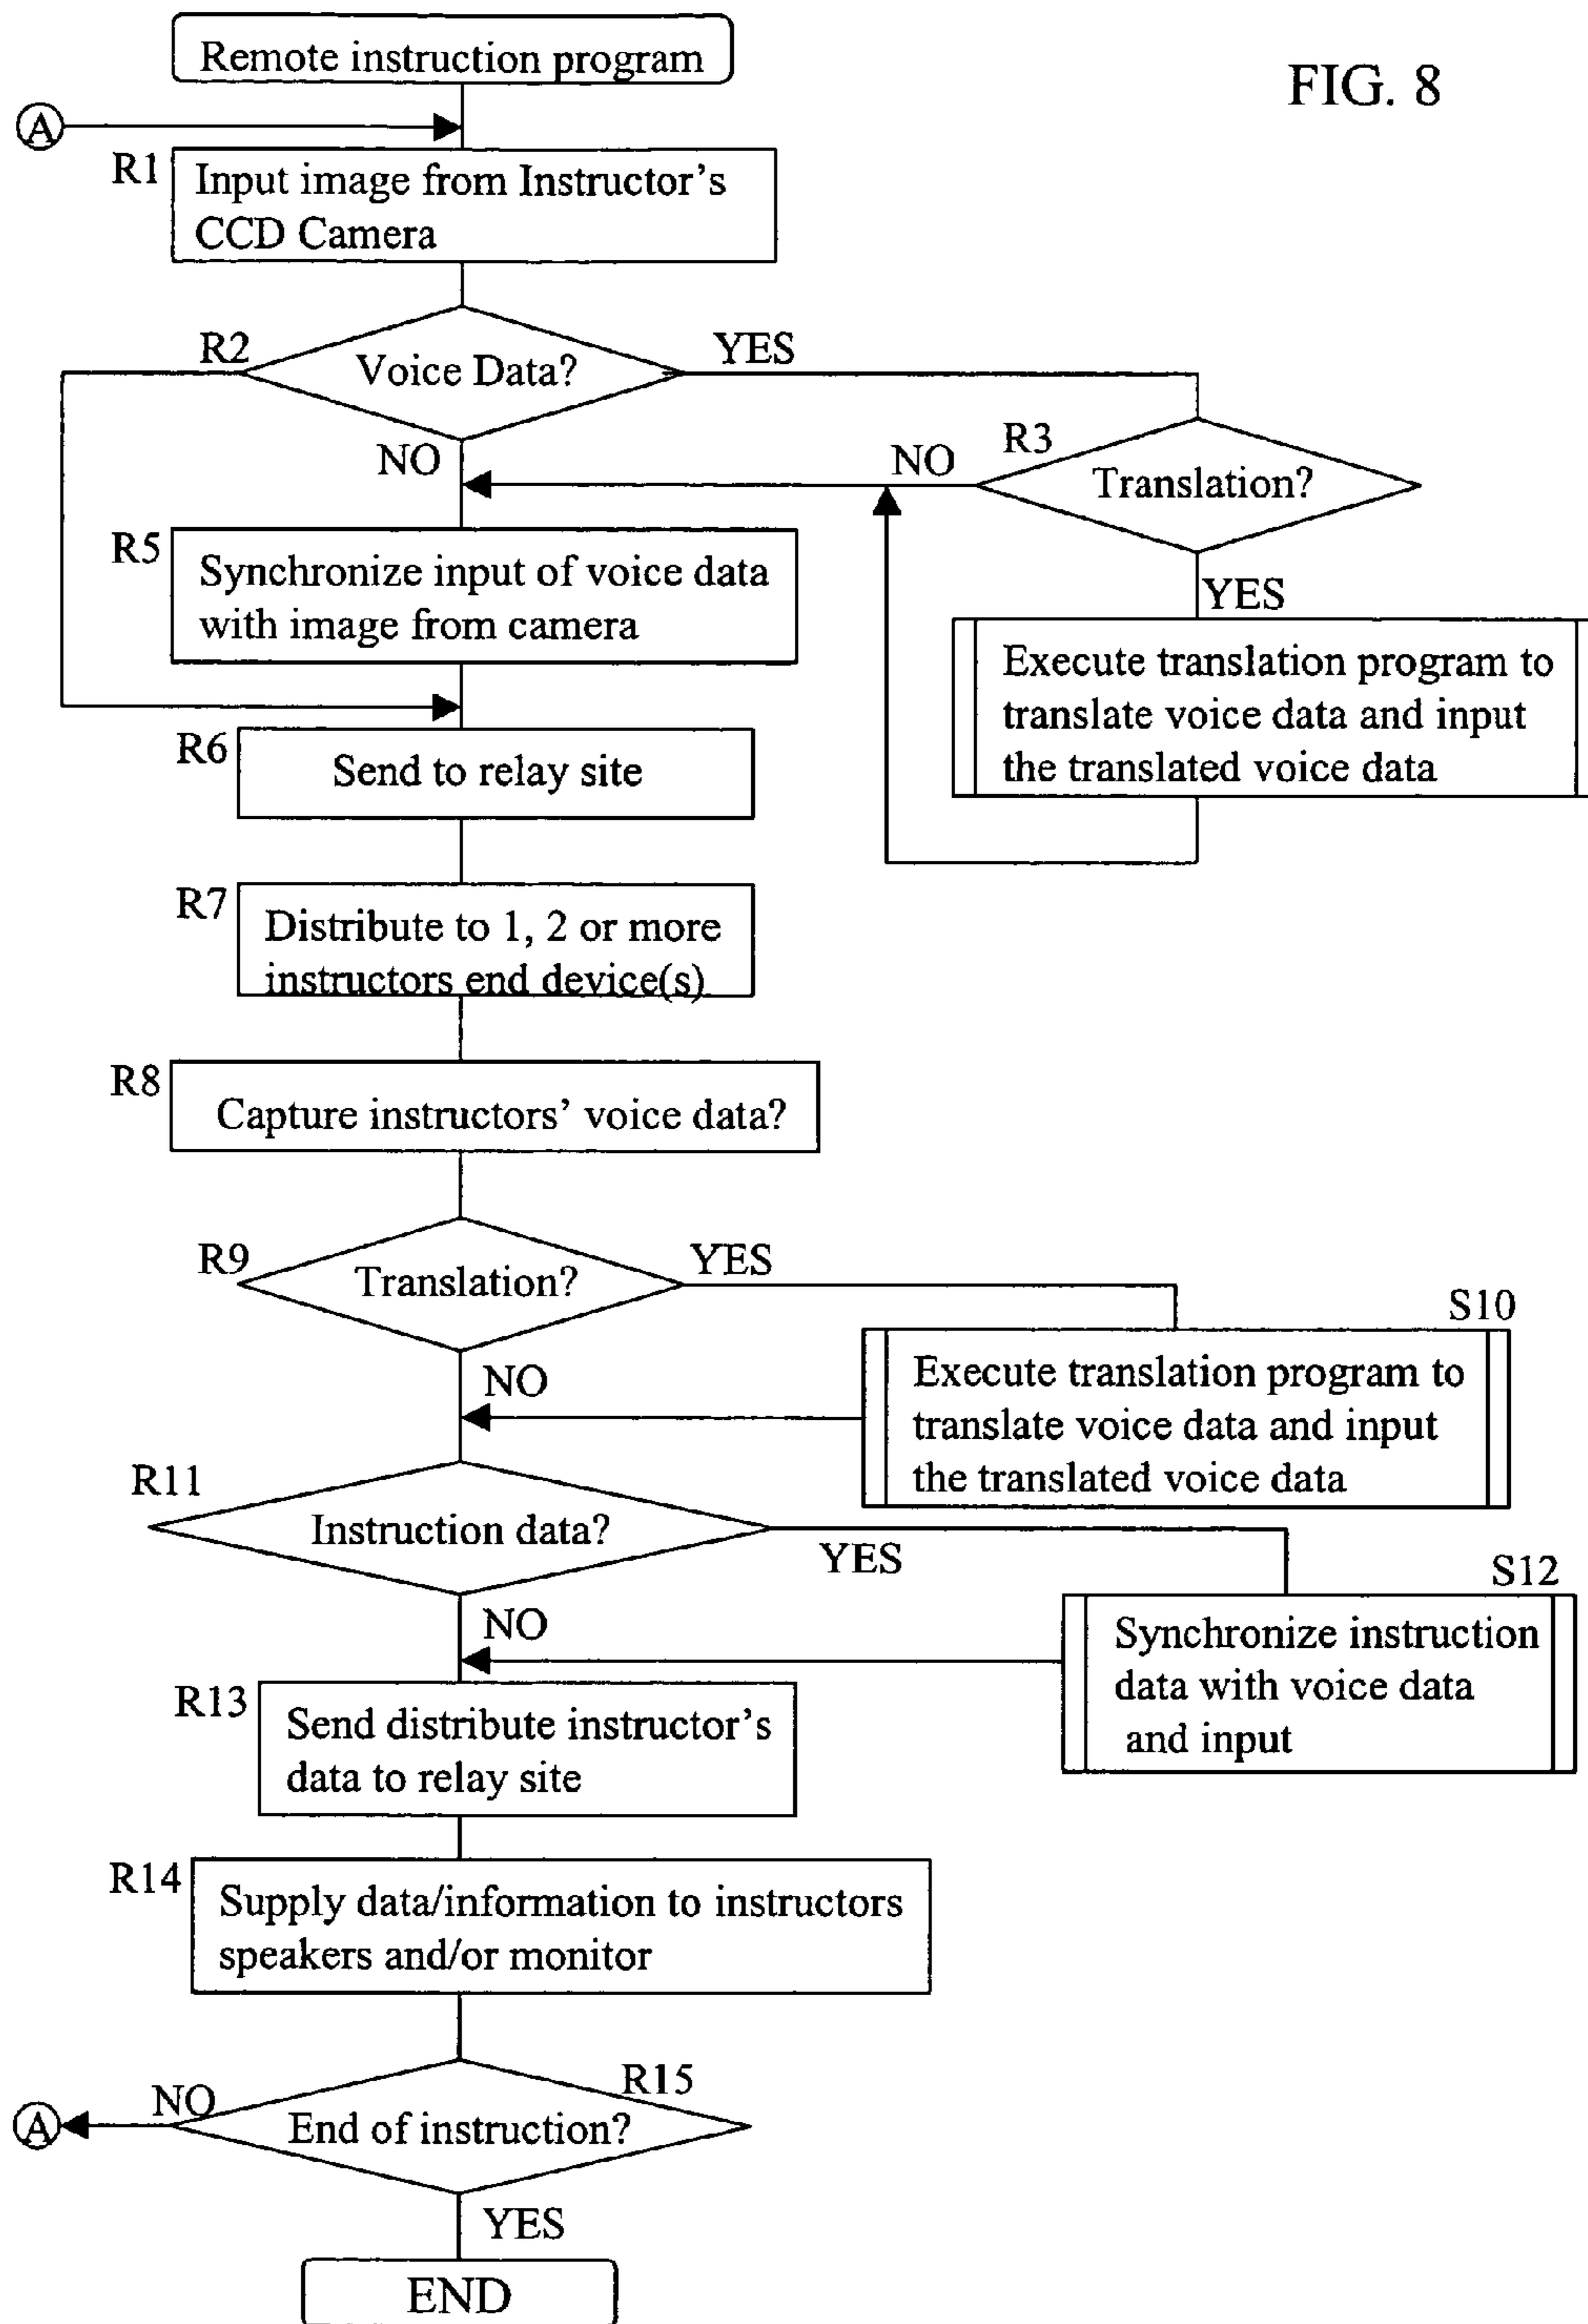 Remote instruction program
FIG. 8
A
R1
Input image from Instructor's
CCD Camera
R2
Voice Data?
YES
NO
R3
Translation?
NO
YES
R5
Synchronize input of voice data
with image from camera
Execute translation program to
translate voice data and input
the translated voice data
R6
Send to relay site
R7
Distribute to 1, 2 or more
instructors end device(s)
R8
Capture instructors' voice data?
R9
Translation?
YES
NO
S10
Execute translation program to
translate voice data and input
the translated voice data
R11
Instruction data?
YES
NO
S12
Synchronize instruction
data with voice data
and input
R13
Send distribute instructor's
data to relay site
R14
Supply data/information to instructors
speakers and/or monitor
R15
End of instruction?
NO
A
YES
END